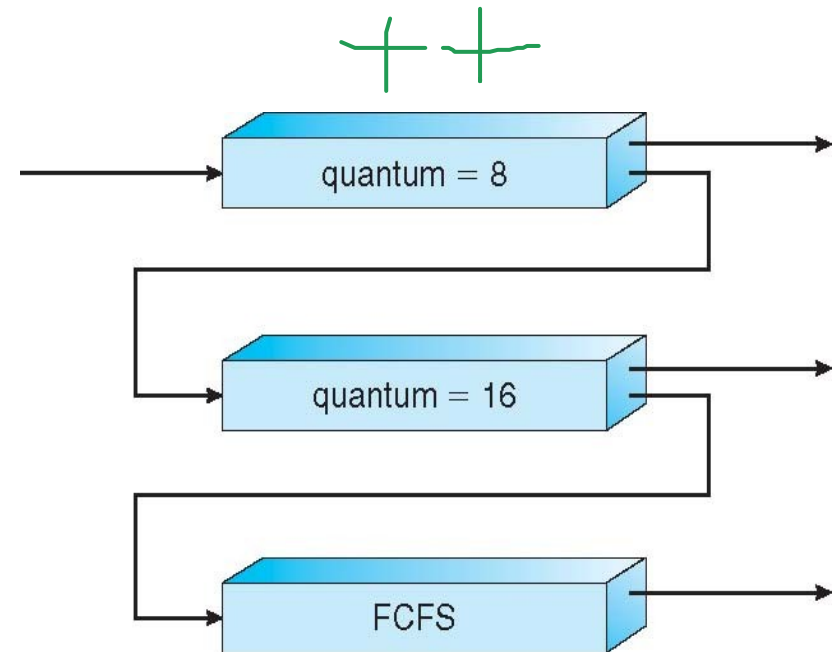 ++
quantum = 8
quantum = 16
FCFS